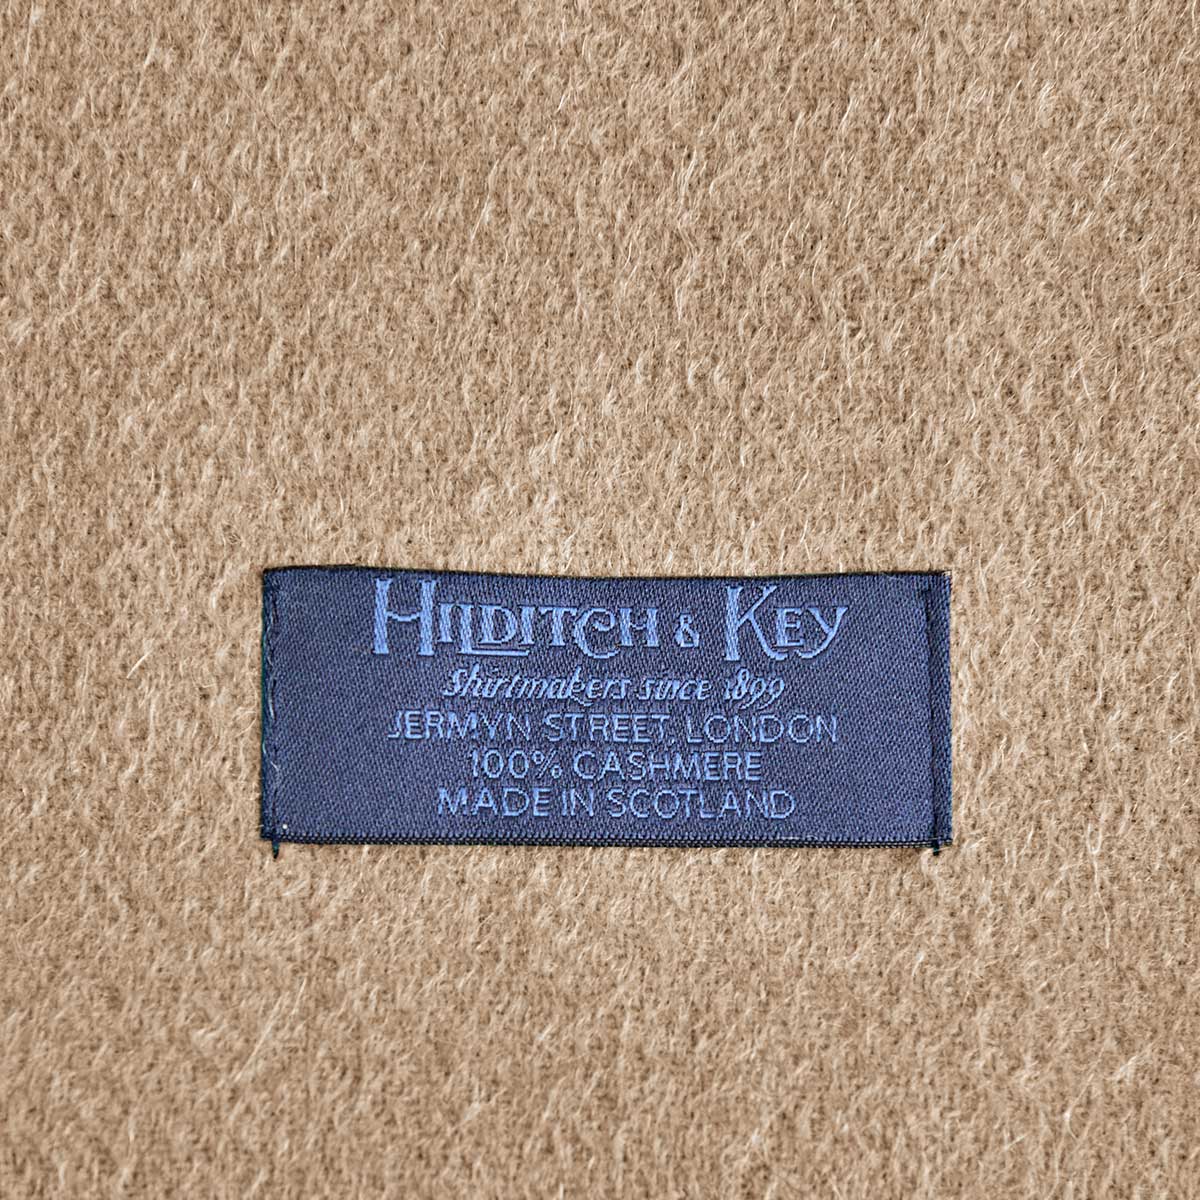 HILDITCH & KEY
Shirtmakers since 1899
JERMYN STREET, LONDON
100% CASHMERE
MADE IN SCOTLAND